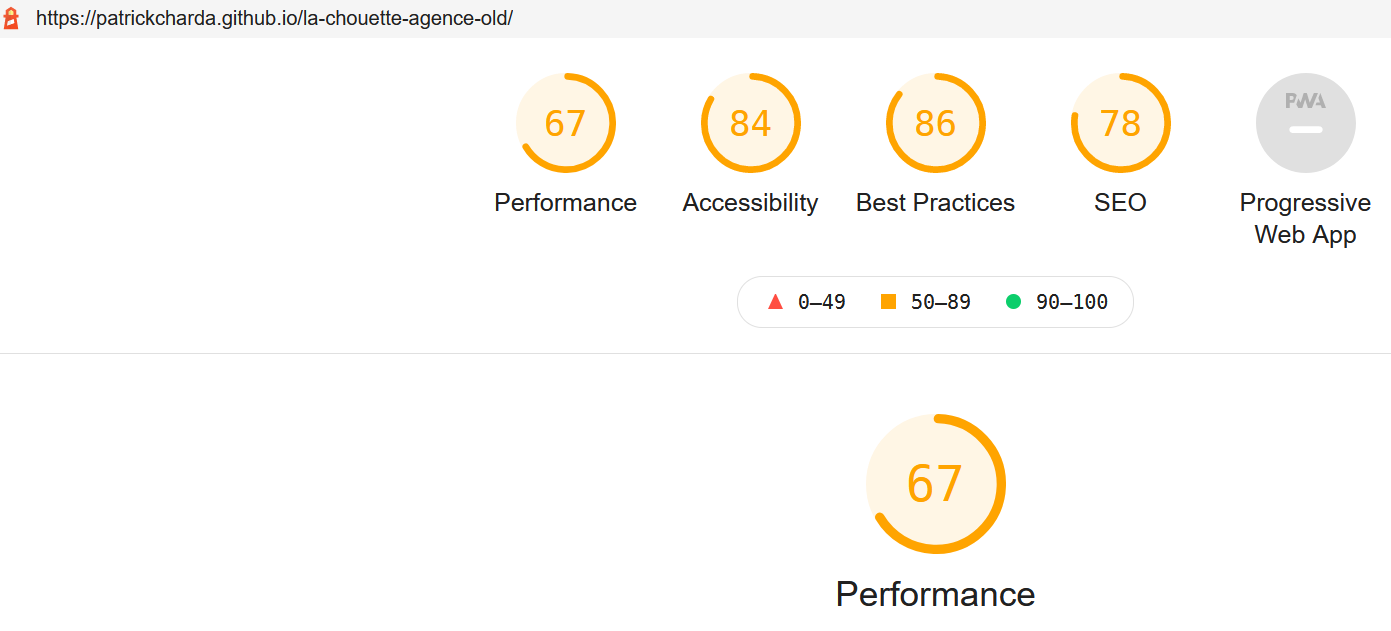 https://patrickcharda.github.io/la-chouette-agence-old/
67 84 86 78 PWA
Performance Accessibility Best Practices SEO Progressive
Web App
0–49 50–89 90–100
67
Performance